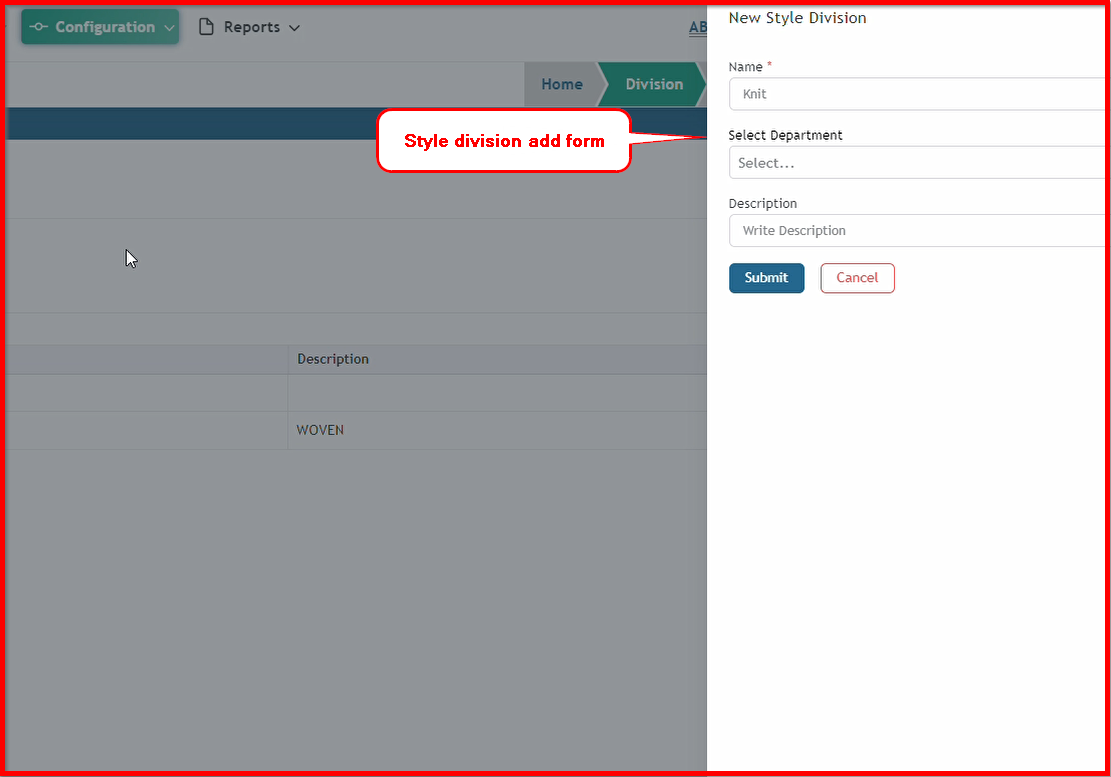 Configuration
Reports
AB
Home
Division
Style division add form
Description
WOVEN
New Style Division
Name *
Knit
Select Department
Select...
Description
Write Description
Submit
Cancel